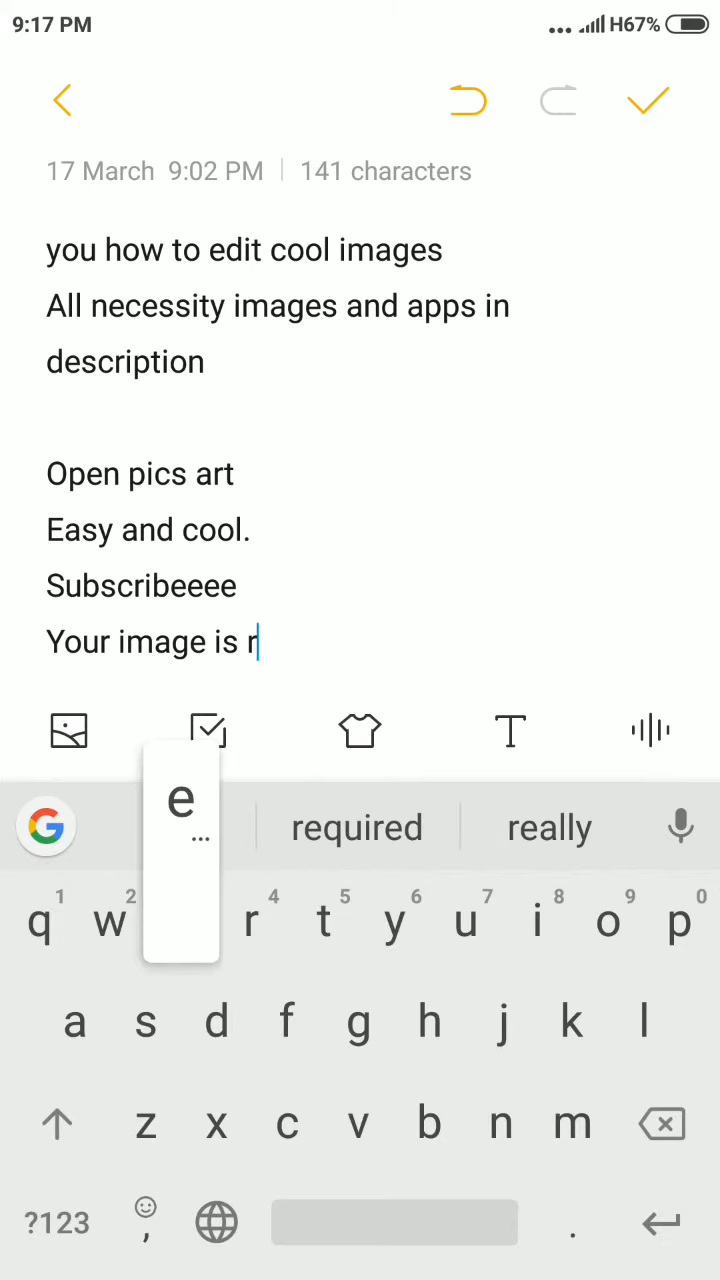 9:17 PM ... H67%
17 March 9:02 PM | 141 characters
you how to edit cool images
All necessity images and apps in
description
Open pics art
Easy and cool.
Subscribeeee
Your image is r
T
e
...
G required really
1 2 4 5 6 7 8 9 0
q w r t y u i o p
a s d f g h j k l
z x c v b n m
?123 , .